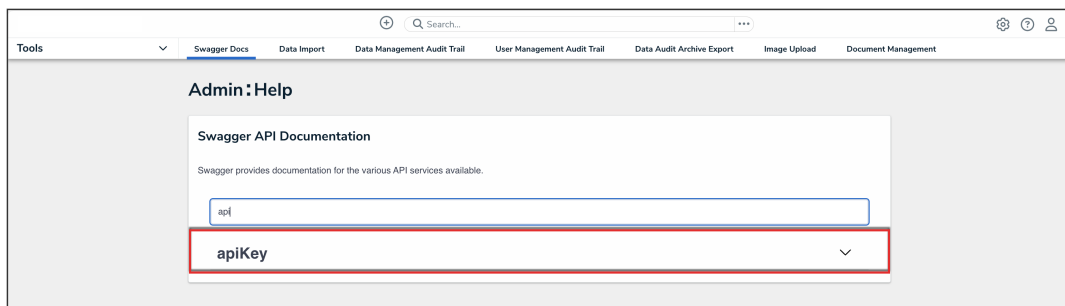 Search...
Tools
Swagger Docs Data Import Data Management Audit Trail User Management Audit Trail Data Audit Archive Export Image Upload Document Management
Admin:Help
Swagger API Documentation
Swagger provides documentation for the various API services available.
api
apiKey